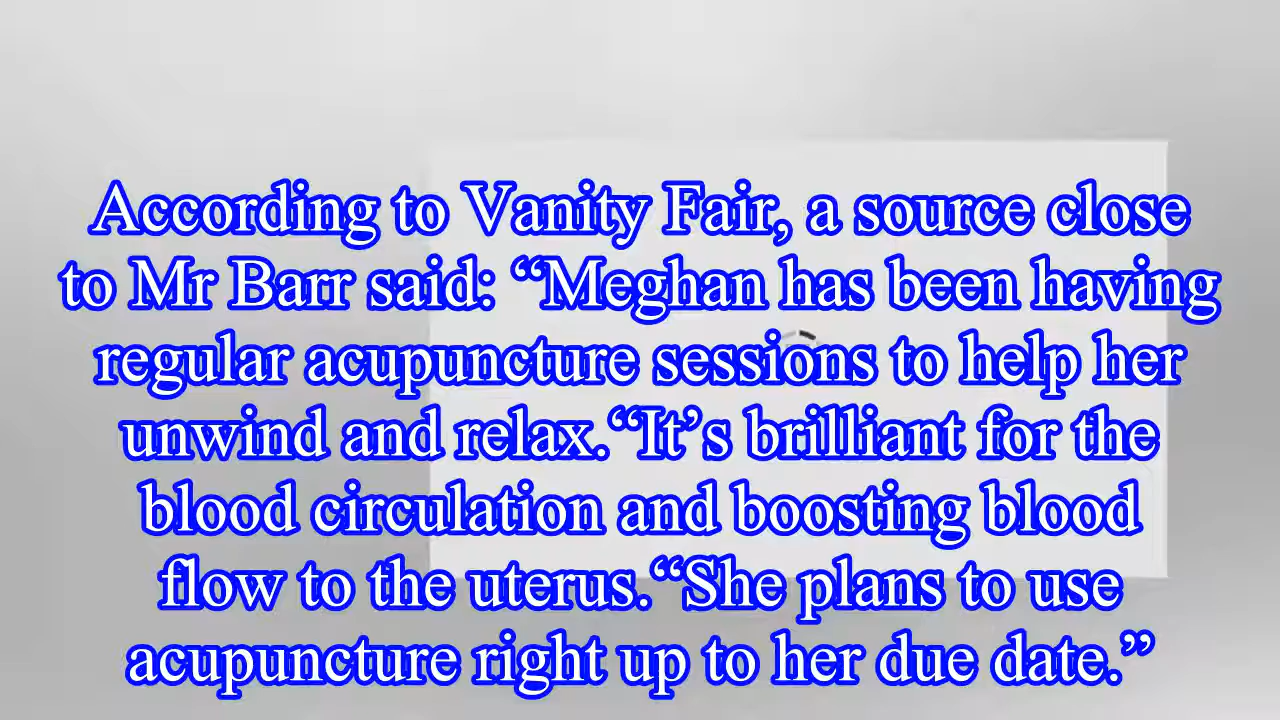 According to Vanity Fair, a source close
to Mr Barr said: “Meghan has been having
regular acupuncture sessions to help her
unwind and relax.“It’s brilliant for the
blood circulation and boosting blood
flow to the uterus.“She plans to use
acupuncture right up to her due date.”